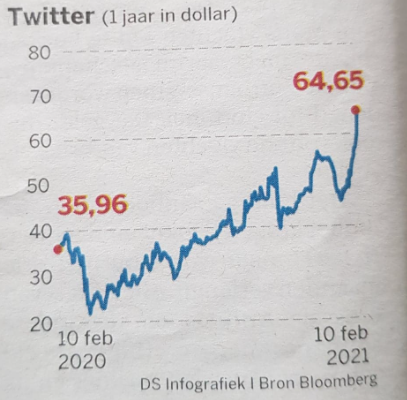 Twitter (1 jaar in dollar)
80
70
60
50
40
30
20
64,65
35,96
10 feb
2020
10 feb
2021
DS Infografiek I Bron Bloomberg